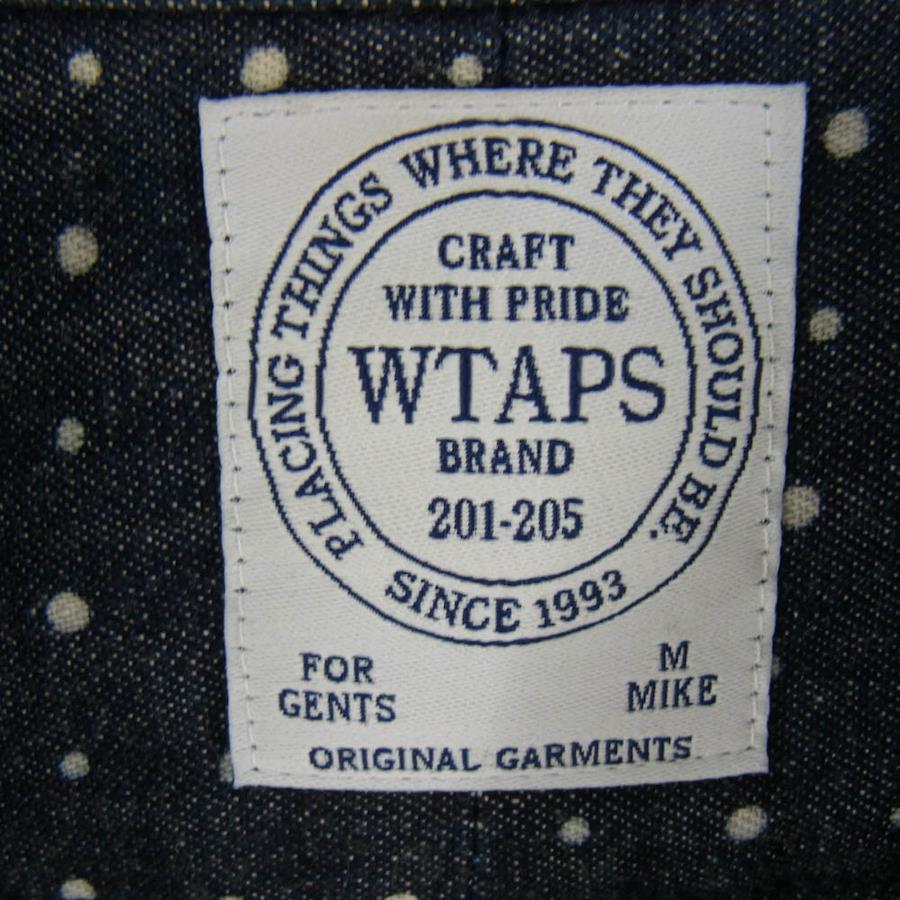 PLACING THINGS WHERE THEY SHOULD BE.
CRAFT
WITH PRIDE
WTAPS
BRAND
201-205
SINCE 1993
FOR
GENTS
M
MIKE
ORIGINAL GARMENTS